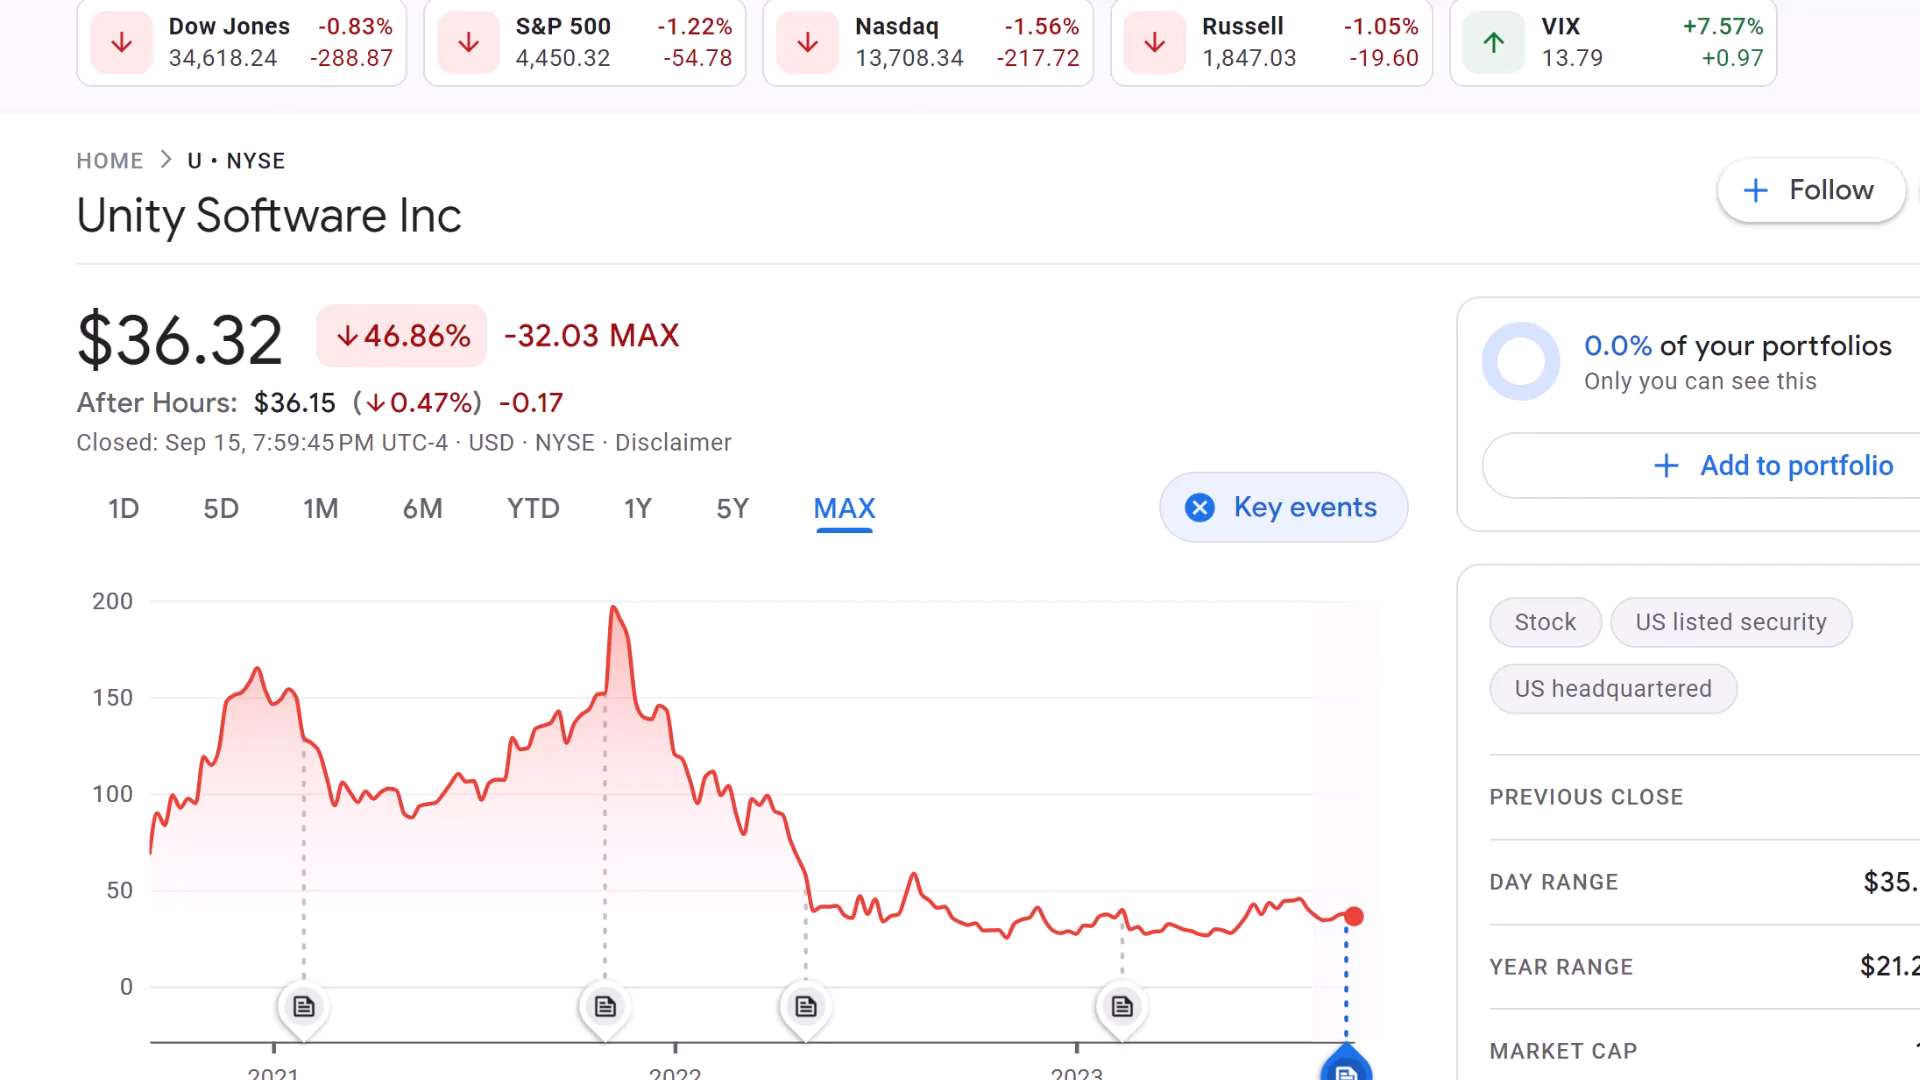 Dow Jones -0.83%
34,618.24 -288.87
S&P 500 -1.22%
4,450.32 -54.78
Nasdaq -1.56%
13,708.34 -217.72
Russell -1.05%
1,847.03 -19.60
VIX +7.57%
13.79 +0.97
HOME > U • NYSE
Unity Software Inc
+ Follow
$36.32 ↓46.86% -32.03 MAX
After Hours: $36.15 (↓0.47%) -0.17
Closed: Sep 15, 7:59:45 PM UTC-4 · USD · NYSE · Disclaimer
1D 5D 1M 6M YTD 1Y 5Y MAX
Key events
200
150
100
50
0
2021 2022 2023
0.0% of your portfolios
Only you can see this
+ Add to portfolio
Stock US listed security
US headquartered
PREVIOUS CLOSE
DAY RANGE $35.
YEAR RANGE $21.2
MARKET CAP